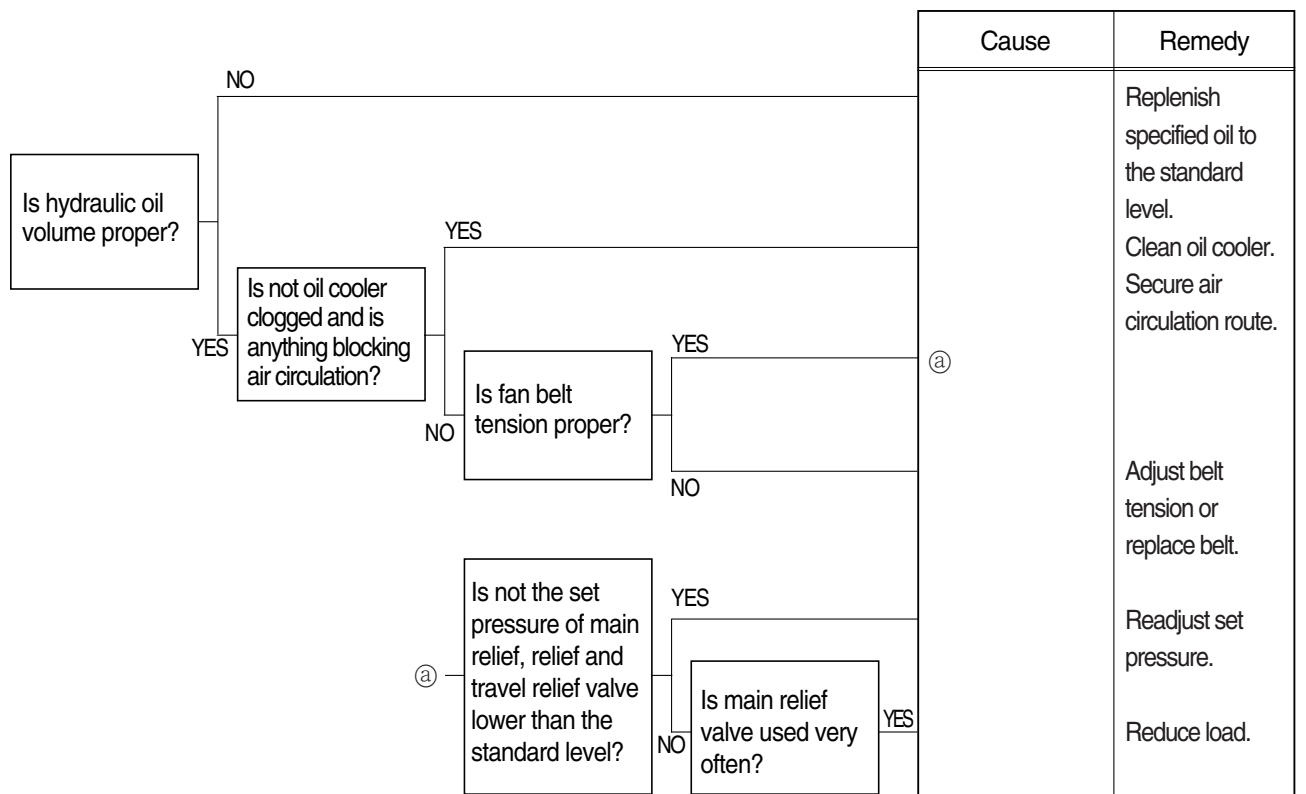 Cause
Remedy
NO
Replenish
specified oil to
the standard
level.
Is hydraulic oil
volume proper?
YES
Clean oil cooler.
Secure air
circulation route.
YES
Is not oil cooler
clogged and is
anything blocking
air circulation?
YES
ⓐ
NO
Is fan belt
tension proper?
NO
Adjust belt
tension or
replace belt.
ⓐ
Is not the set
pressure of main
relief, relief and
travel relief valve
lower than the
standard level?
YES
Readjust set
pressure.
NO
Is main relief
valve used very
often?
YES
Reduce load.